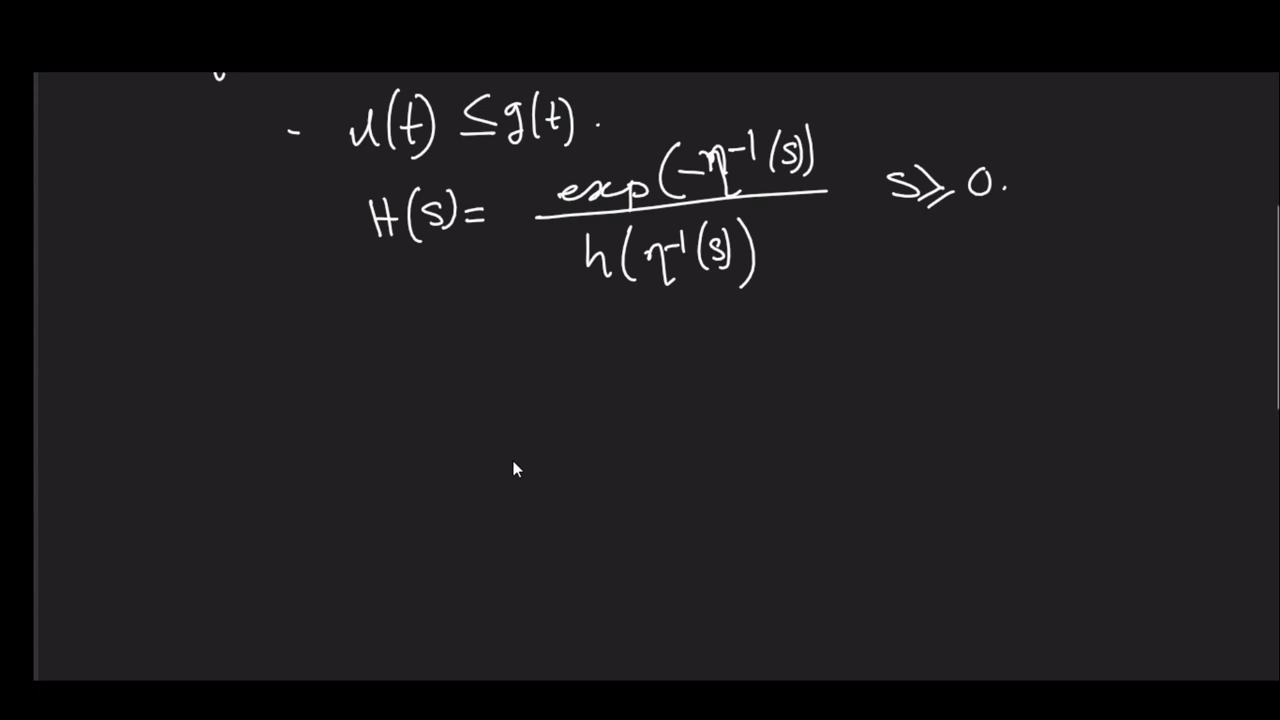 - u(t) ≤ g(t).
H(s) = exp(-η⁻¹(s)) / h(η⁻¹(s)) s ⩾ 0.